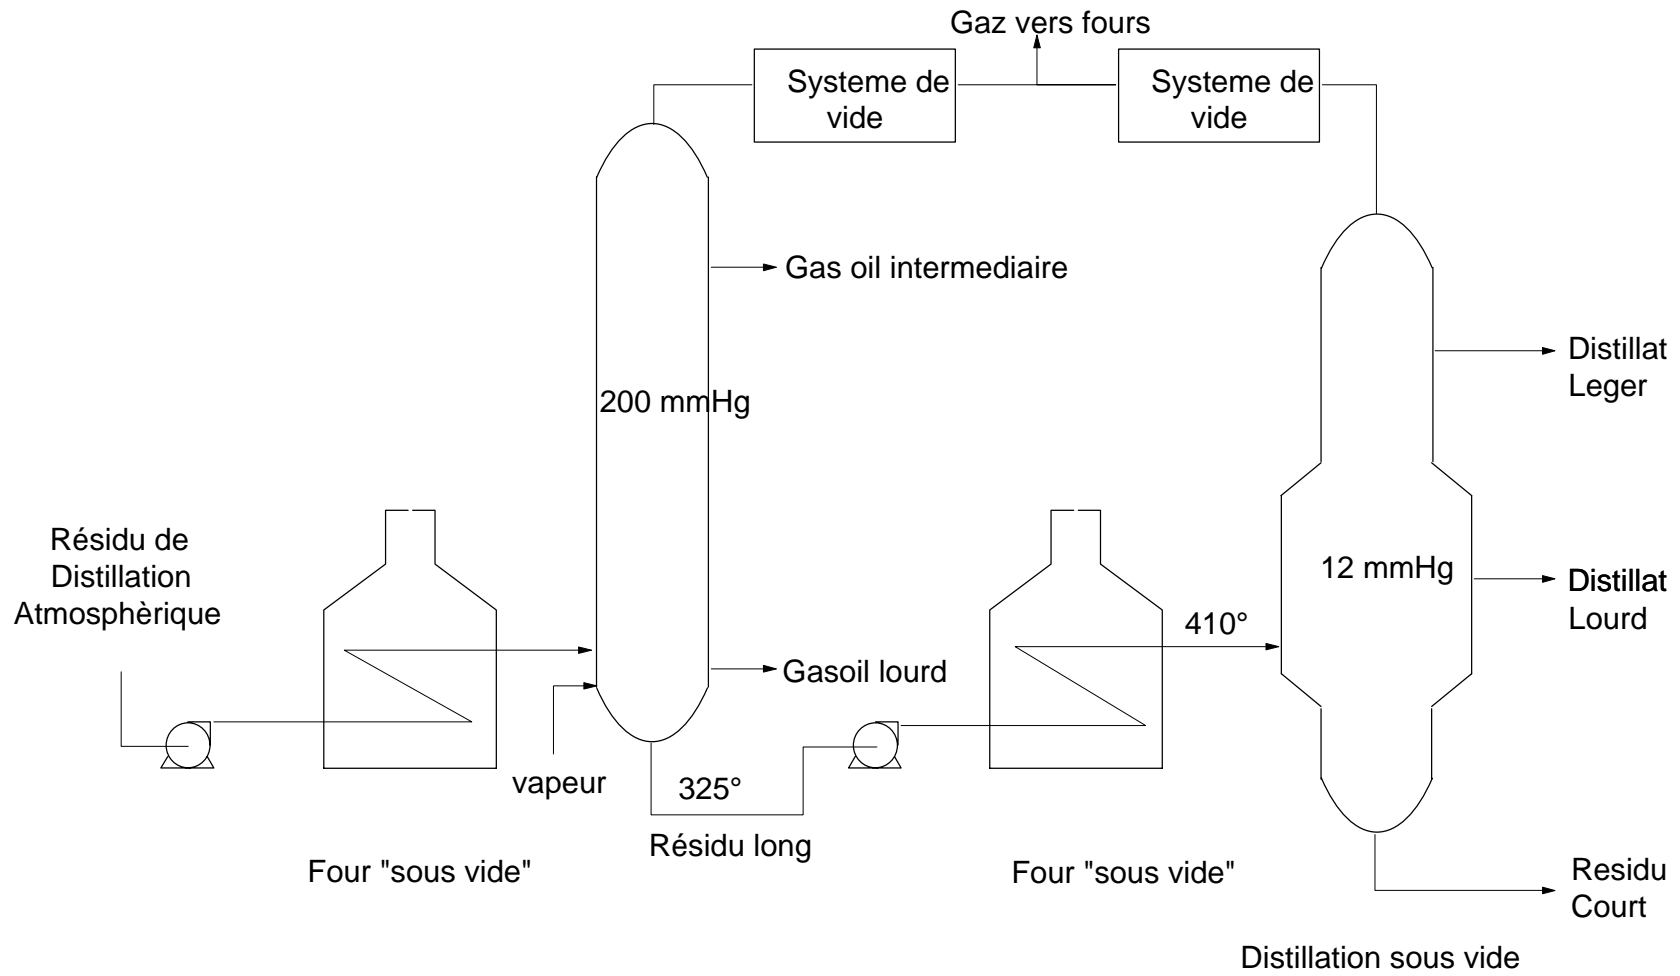 Gaz vers fours
Systeme de
vide
Systeme de
vide
Gas oil intermediaire
Distillat
Leger
200 mmHg
Résidu de
Distillation
Atmosphèrique
12 mmHg
Distillat
Lourd
410°
Gasoil lourd
vapeur
325°
Résidu long
Four "sous vide"
Four "sous vide"
Residu
Court
Distillation sous vide